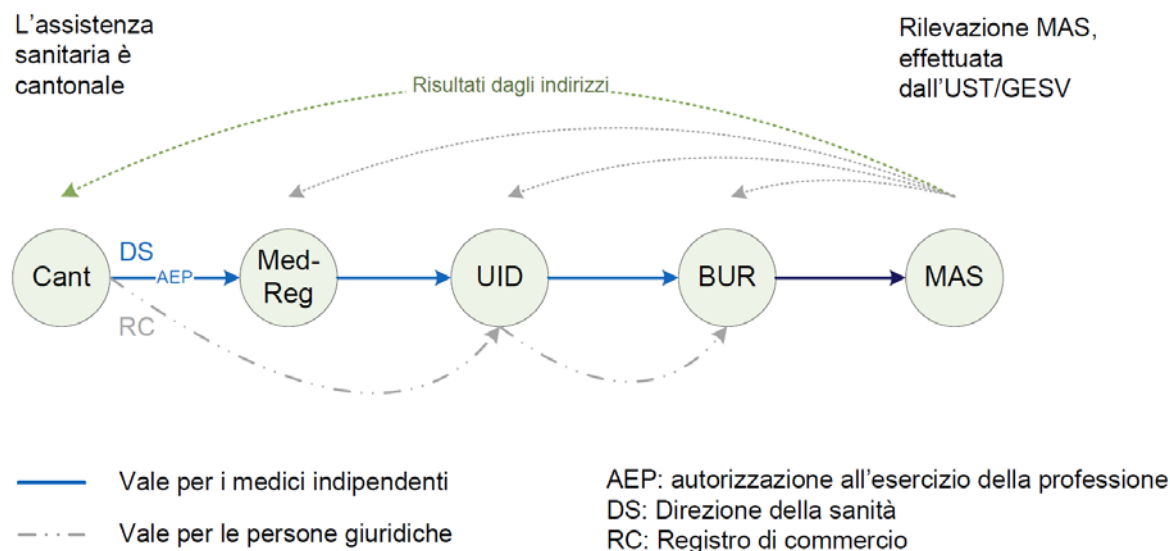 L'assistenza
sanitaria è
cantonale
Rilevazione MAS,
effettuata
dall'UST/GESV
Risultati dagli indirizzi
DS
AEP
RC
Cant
Med-
Reg
UID
BUR
MAS
Vale per i medici indipendenti
Vale per le persone giuridiche
AEP: autorizzazione all'esercizio della professione
DS: Direzione della sanità
RC: Registro di commercio